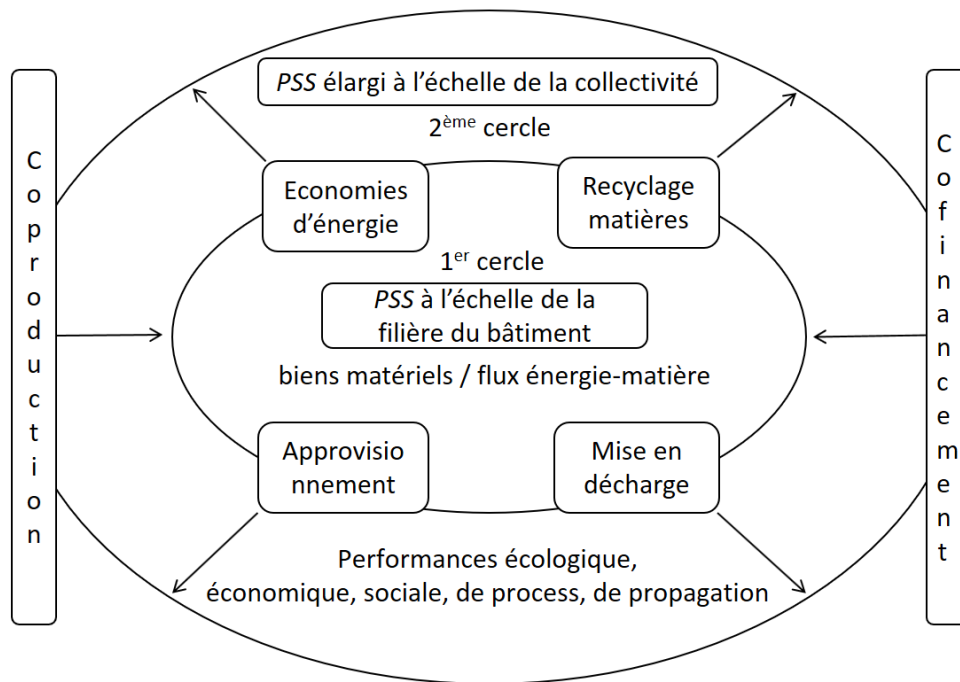 PSS élargi à l'échelle de la collectivité
2ème cercle
Coproduction
Cofinancement
Economies
d'énergie
Recyclage
matières
1er cercle
PSS à l'échelle de la
filière du bâtiment
biens matériels / flux énergie-matière
Approvisio
nnement
Mise en
décharge
Performances écologique,
économique, sociale, de process, de propagation